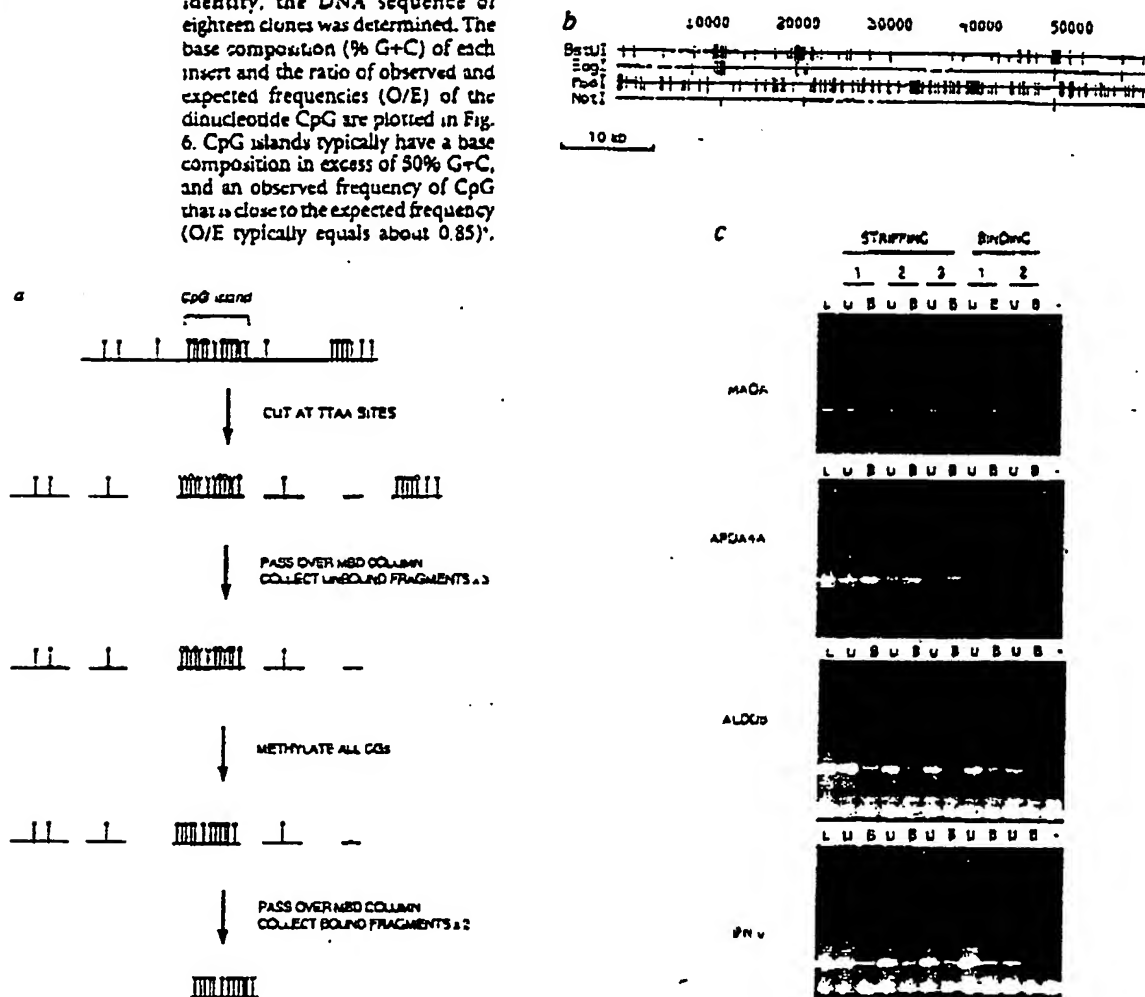 identity, the DNA sequence of
eighteen clones was determined. The
base composition (% G+C) of each
insert and the ratio of observed and
expected frequencies (O/E) of the
dinucleotide CpG are plotted in Fig.
6. CpG islands typically have a base
composition in excess of 50% G+C,
and an observed frequency of CpG
that is close to the expected frequency
(O/E typically equals about 0.85)
b
10000 20000 30000 40000 50000
BstUI
EagI
NotI
10 kb
a
CpG island
CUT AT TTAA SITES
PASS OVER MBD COLUMN
COLLECT UNBOUND FRAGMENTS x3
METHYLATE ALL CGs
PASS OVER MBD COLUMN
COLLECT BOUND FRAGMENTS x2
c
STRIPPING BINDING
1 2 3 1 2
L U B U B U B U B U B -
MAOA
L U B U B U B U B U B -
APOA4A
L U B U B U B U B U B -
ALDOB
L U B U B U B U B U B -